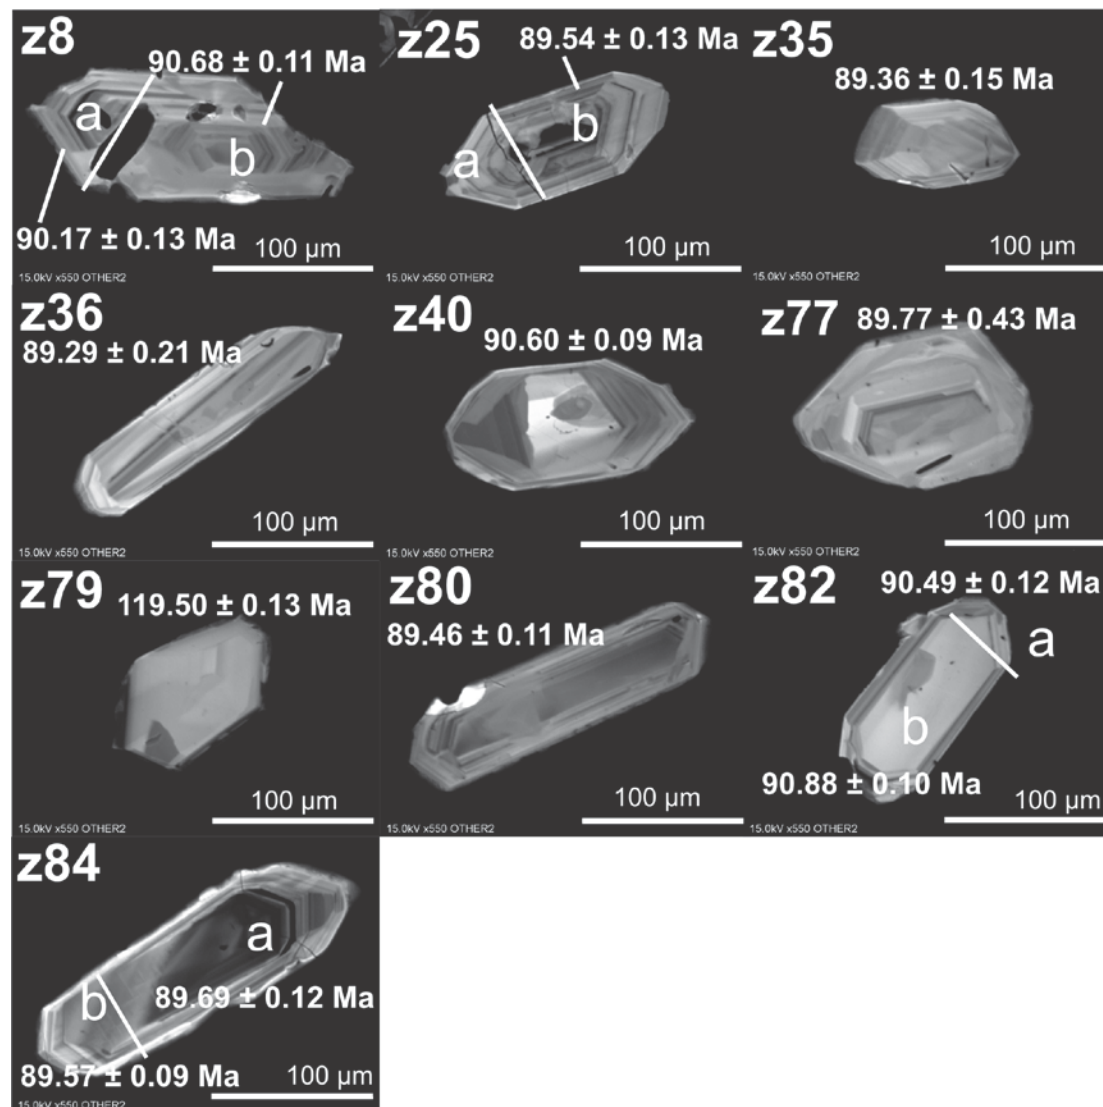 z8
90.68 ± 0.11 Ma
a
b
90.17 ± 0.13 Ma
100 µm
15.0kV x550 OTHER2
z25
89.54 ± 0.13 Ma
b
a
100 µm
15.0kV x550 OTHER2
z35
89.36 ± 0.15 Ma
100 µm
15.0kV x550 OTHER2
z36
89.29 ± 0.21 Ma
100 µm
15.0kV x550 OTHER2
z40
90.60 ± 0.09 Ma
100 µm
15.0kV x550 OTHER2
z77
89.77 ± 0.43 Ma
100 µm
15.0kV x550 OTHER2
z79
119.50 ± 0.13 Ma
100 µm
15.0kV x550 OTHER2
z80
89.46 ± 0.11 Ma
100 µm
15.0kV x550 OTHER2
z82
90.49 ± 0.12 Ma
a
b
90.88 ± 0.10 Ma
100 µm
15.0kV x550 OTHER2
z84
a
b
89.69 ± 0.12 Ma
89.57 ± 0.09 Ma
100 µm
15.0kV x550 OTHER2